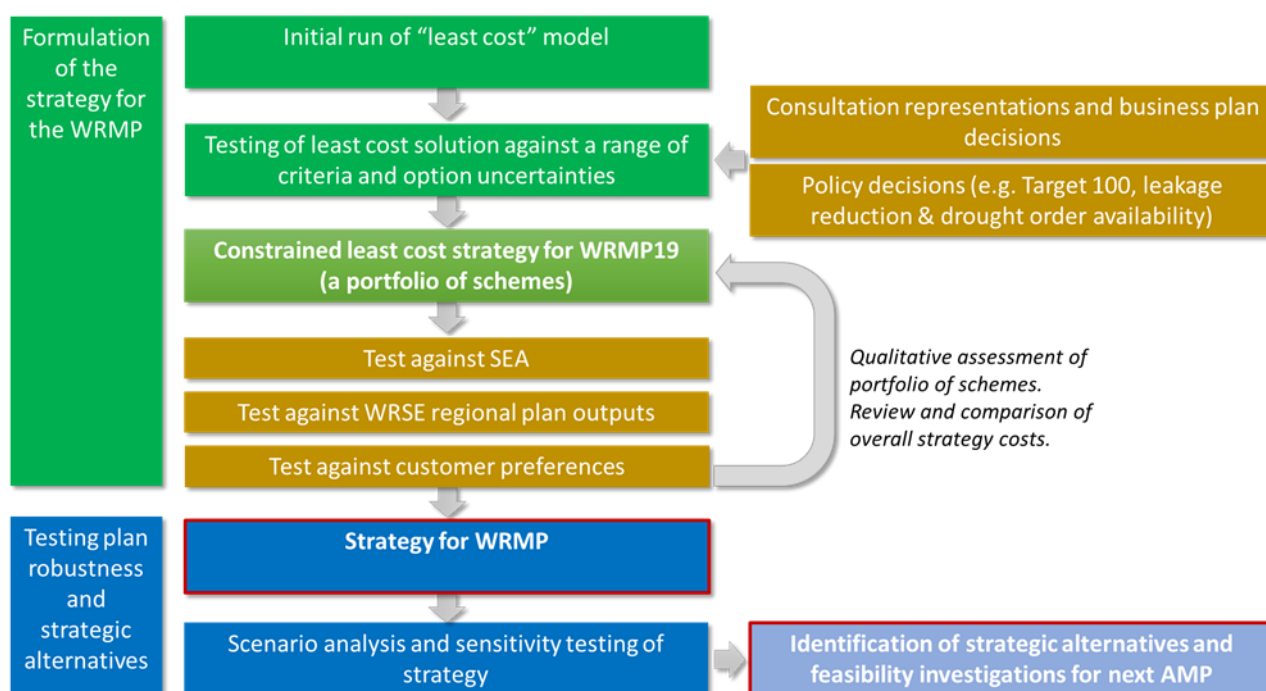 Formulation
of the
strategy for
the WRMP
Initial run of “least cost” model
Testing of least cost solution against a range of
criteria and option uncertainties
Consultation representations and business plan
decisions
Policy decisions (e.g. Target 100, leakage
reduction & drought order availability)
Constrained least cost strategy for WRMP19
(a portfolio of schemes)
Test against SEA
Test against WRSE regional plan outputs
Test against customer preferences
Qualitative assessment of
portfolio of schemes.
Review and comparison of
overall strategy costs.
Testing plan
robustness
and
strategic
alternatives
Strategy for WRMP
Scenario analysis and sensitivity testing of
strategy
Identification of strategic alternatives and
feasibility investigations for next AMP